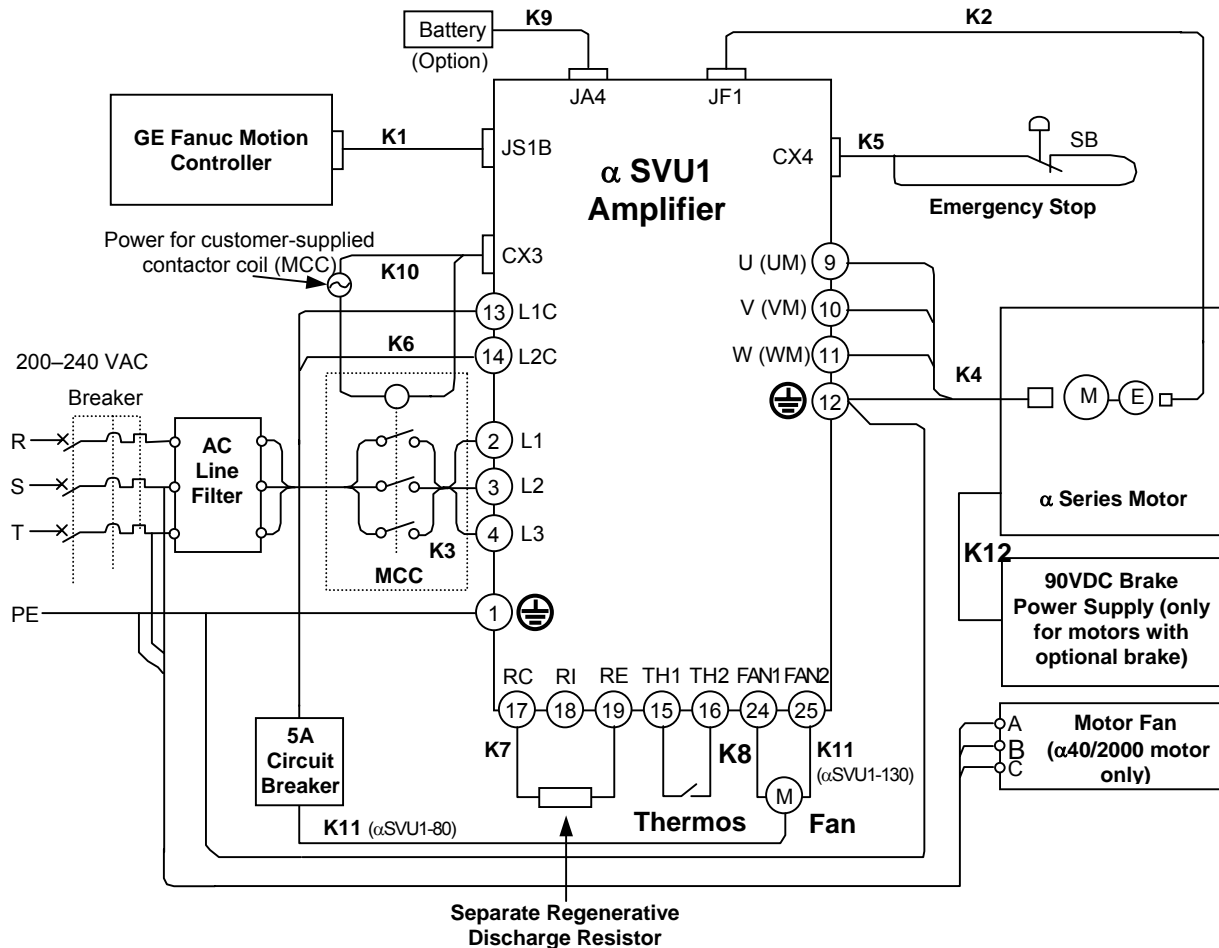 Battery
(Option)
K9
K2
JA4
JF1
GE Fanuc Motion
Controller
K1
JS1B
α SVU1
Amplifier
CX4
K5
SB
Emergency Stop
Power for customer-supplied
contactor coil (MCC)
K10
CX3
U (UM)
9
13
L1C
V (VM)
10
K6
14
L2C
W (WM)
11
200–240 VAC
Breaker
K4
12
M
E
R
S
T
AC
Line
Filter
2
L1
3
L2
4
L3
K3
MCC
α Series Motor
K12
PE
1
90VDC Brake
Power Supply (only
for motors with
optional brake)
RC
RI
RE
TH1
TH2
FAN1
FAN2
17
18
19
15
16
24
25
5A
Circuit
Breaker
K7
K8
K11
(αSVU1-130)
M
A
B
C
Motor Fan
(α40/2000 motor
only)
Thermos
Fan
K11 (αSVU1-80)
Separate Regenerative
Discharge Resistor